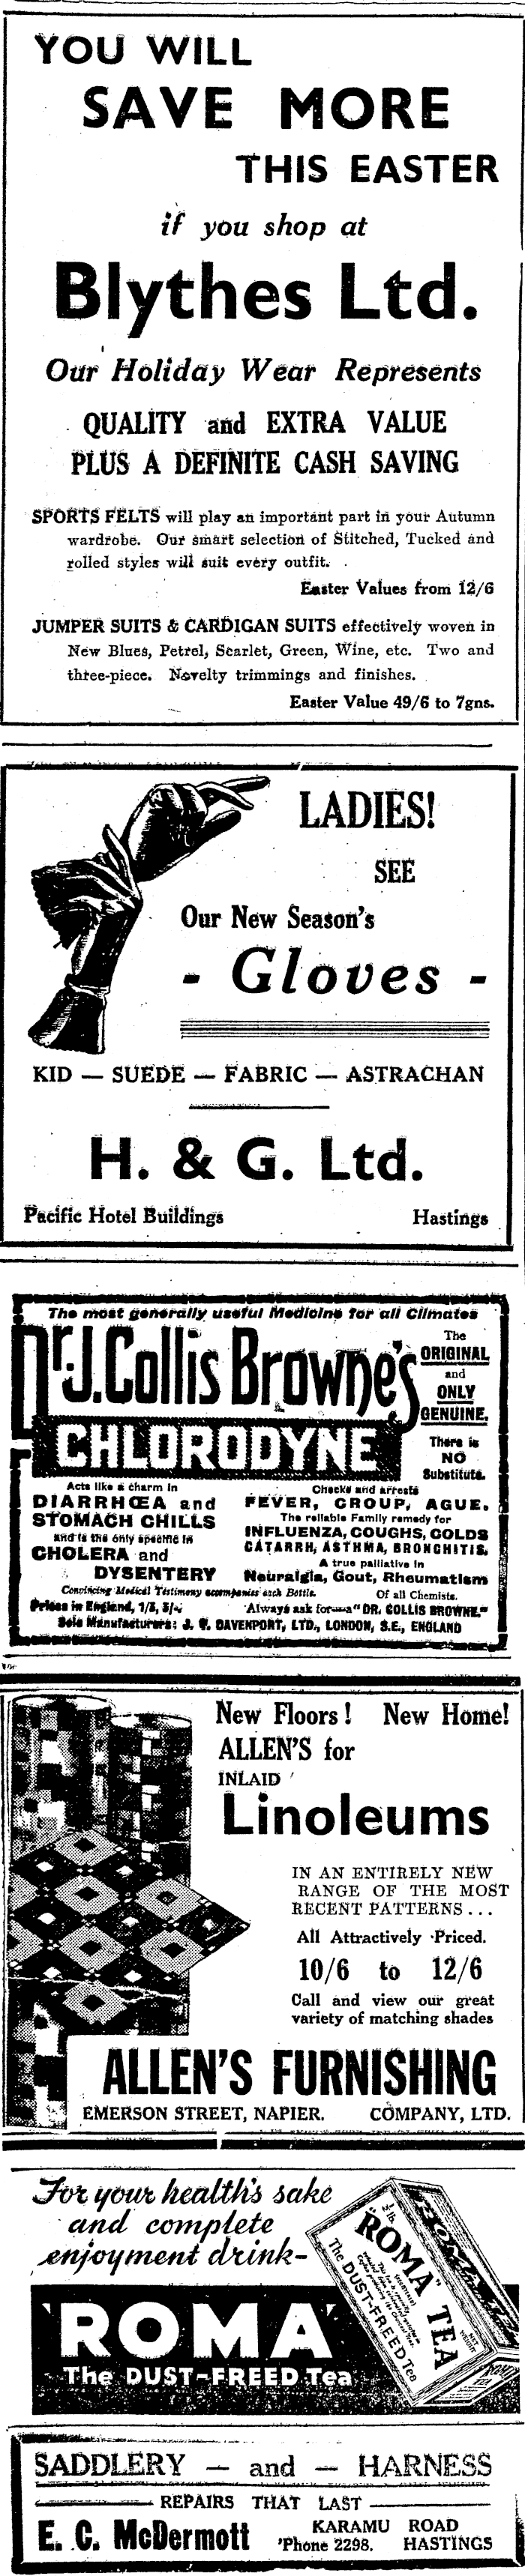 YOU WILL
SAVE MORE
THIS EASTER
if you shop at
Blythes Ltd.
Our Holiday Wear Represents
QUALITY and EXTRA VALUE
PLUS A DEFINITE CASH SAVING
SPORTS FELTS will play an important part in your Autumn
wardrobe. Our smart selection of Stitched, Tucked and
rolled styles will suit every outfit.
Easter Values from 12/6
JUMPER SUITS & CARDIGAN SUITS effectively woven in
New Blues, Petrel, Scarlet, Green, Wine, etc. Two and
three-piece. Novelty trimmings and finishes.
Easter Value 49/6 to 7gns.
LADIES!
SEE
Our New Season's
- Gloves -
KID — SUEDE — FABRIC — ASTRACHAN
H. & G. Ltd.
Pacific Hotel Buildings Hastings
The most generally useful Medicine for all Climates
Dr. J. Collis Browne's
CHLORODYNE
The
ORIGINAL
and
ONLY
GENUINE.
There is
NO
Substitute.
Acts like a charm in
DIARRHŒA and
STOMACH CHILLS
and is the only specific in
CHOLERA and
DYSENTERY
Checks and arrests
FEVER, CROUP, AGUE.
The reliable Family remedy for
INFLUENZA, COUGHS, COLDS
CATARRH, ASTHMA, BRONCHITIS.
A true palliative in
Neuralgia, Gout, Rheumatism
Convincing Medical Testimony accompanies each Bottle. Of all Chemists.
Prices in England, 1/3, 3/-. Always ask for—a "DR. COLLIS BROWNE."
Sole Manufacturers: J. T. DAVENPORT, LTD., LONDON, S.E., ENGLAND
New Floors! New Home!
ALLEN'S for
INLAID
Linoleums
IN AN ENTIRELY NEW
RANGE OF THE MOST
RECENT PATTERNS . . .
All Attractively Priced.
10/6 to 12/6
Call and view our great
variety of matching shades
ALLEN'S FURNISHING
EMERSON STREET, NAPIER. COMPANY, LTD.
For your health's sake
and complete
enjoyment drink-
'ROMA'
The DUST-FREED Tea
"ROMA"
TEA
The DUST-FREED Tea
SADDLERY — and — HARNESS
REPAIRS THAT LAST
E. C. McDermott
KARAMU ROAD
'Phone 2298. HASTINGS